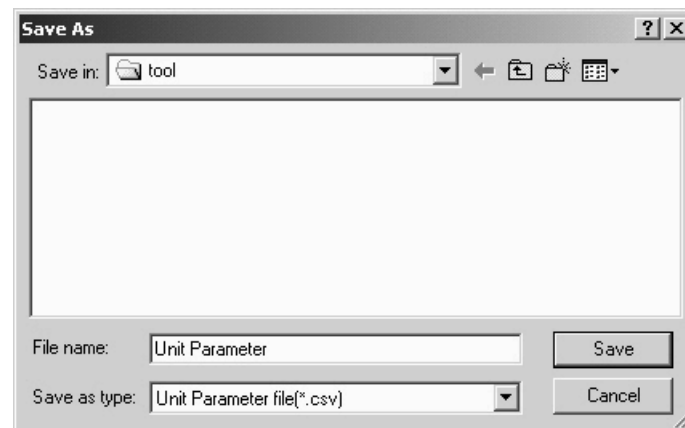 Save As
Save in: tool
File name: Unit Parameter Save
Save as type: Unit Parameter file(*.csv) Cancel